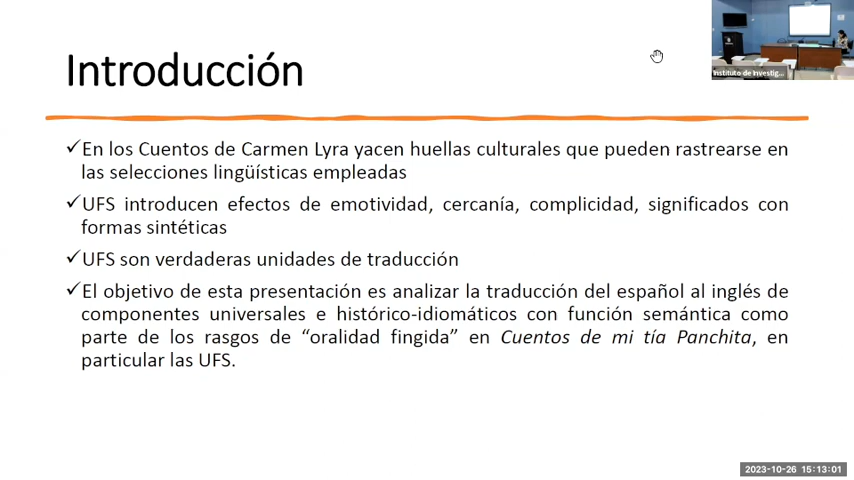 Introducción
Instituto de Investig...
✓En los Cuentos de Carmen Lyra yacen huellas culturales que pueden rastrearse en
las selecciones lingüísticas empleadas
✓UFS introducen efectos de emotividad, cercanía, complicidad, significados con
formas sintéticas
✓UFS son verdaderas unidades de traducción
✓El objetivo de esta presentación es analizar la traducción del español al inglés de
componentes universales e histórico-idiomáticos con función semántica como
parte de los rasgos de “oralidad fingida” en Cuentos de mi tía Panchita, en
particular las UFS.
2023-10-26 15:13:01